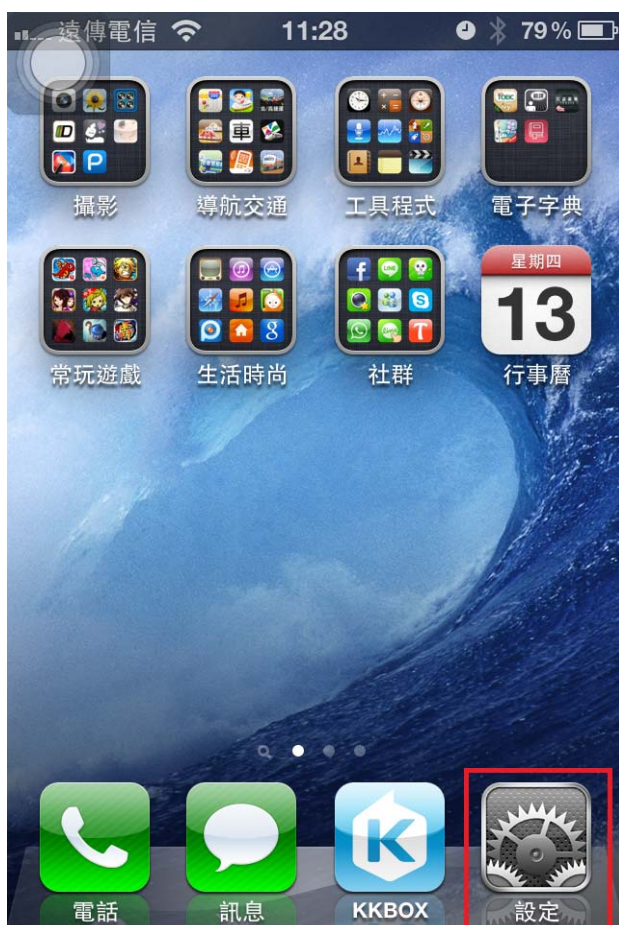 遠傳電信 11:28 79%
攝影 導航交通 工具程式 電子字典
星期四
13
常玩遊戲 生活時尚 社群 行事曆
電話 訊息 KKBOX 設定